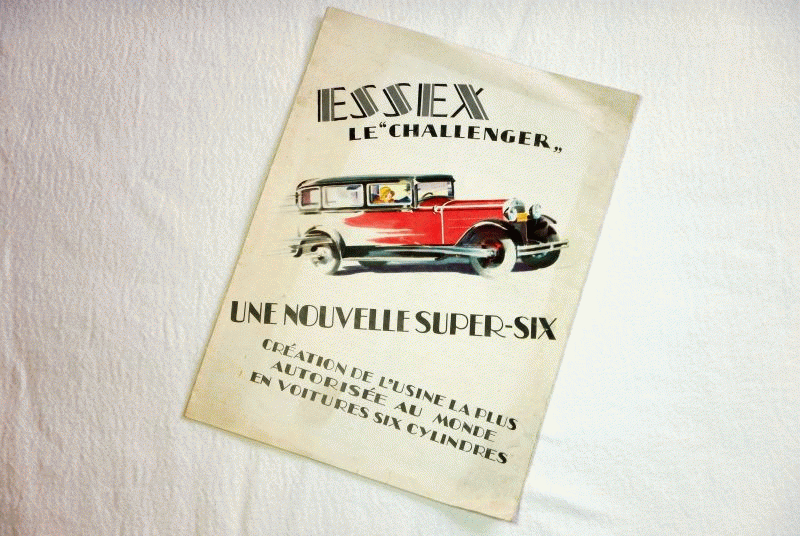 ESSEX
LE “CHALLENGER„
UNE NOUVELLE SUPER-SIX
CRÉATION DE L'USINE LA PLUS
AUTORISÉE AU MONDE
EN VOITURES SIX CYLINDRES